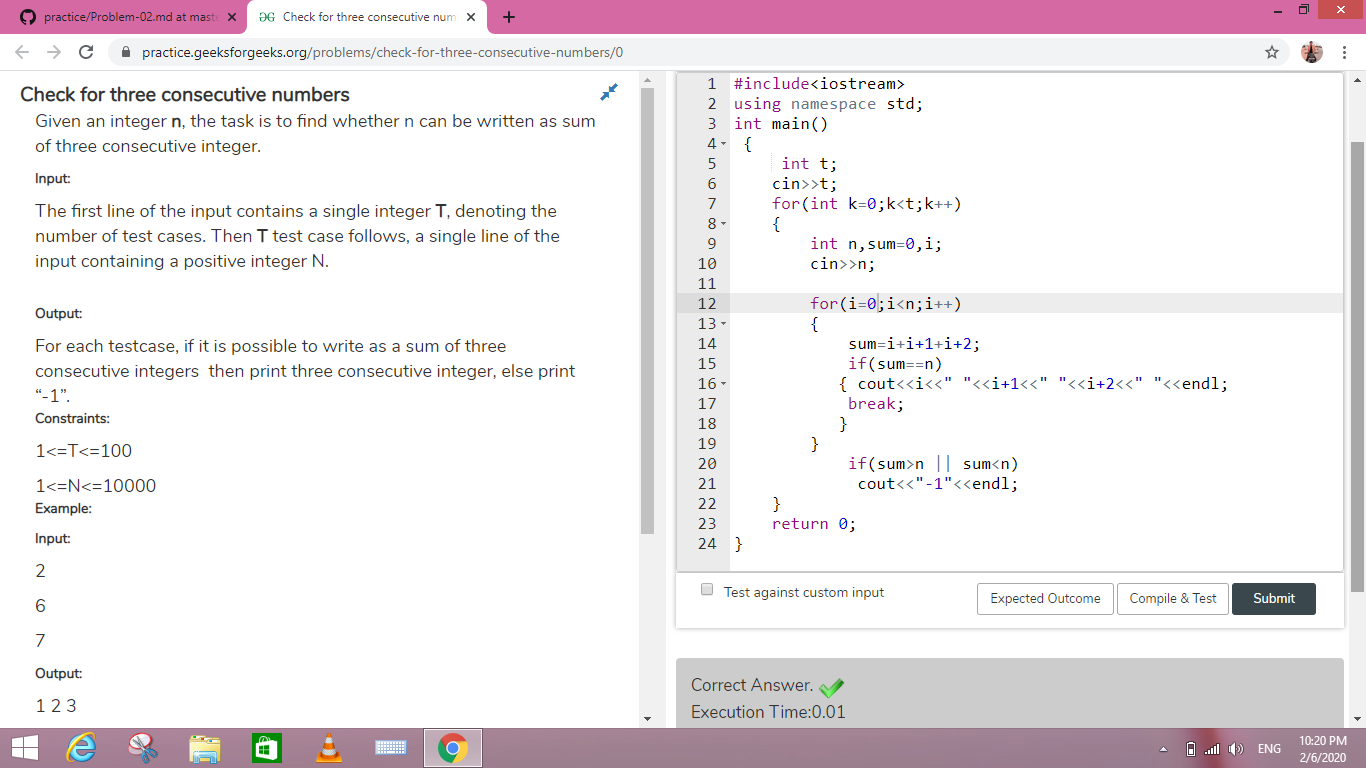 practice/Problem-02.md at mast
Check for three consecutive num
practice.geeksforgeeks.org/problems/check-for-three-consecutive-numbers/0
Check for three consecutive numbers
Given an integer n, the task is to find whether n can be written as sum
of three consecutive integer.
Input:
The first line of the input contains a single integer T, denoting the
number of test cases. Then T test case follows, a single line of the
input containing a positive integer N.
Output:
For each testcase, if it is possible to write as a sum of three
consecutive integers  then print three consecutive integer, else print
“-1”.
Constraints:
1<=T<=100
1<=N<=10000
Example:
Input:
2
6
7
Output:
1 2 3
1 #include<iostream>
2 using namespace std;
3 int main()
4 {
5 int t;
6 cin>>t;
7 for(int k=0;k<t;k++)
8 {
9 int n,sum=0,i;
10 cin>>n;
11
12 for(i=0;i<n;i++)
13 {
14 sum=i+i+1+i+2;
15 if(sum==n)
16 { cout<<i<<" "<<i+1<<" "<<i+2<<" "<<endl;
17 break;
18 }
19 }
20 if(sum>n || sum<n)
21 cout<<"-1"<<endl;
22 }
23 return 0;
24 }
Test against custom input
Expected Outcome
Compile & Test
Submit
Correct Answer.
Execution Time:0.01
ENG
10:20 PM
2/6/2020